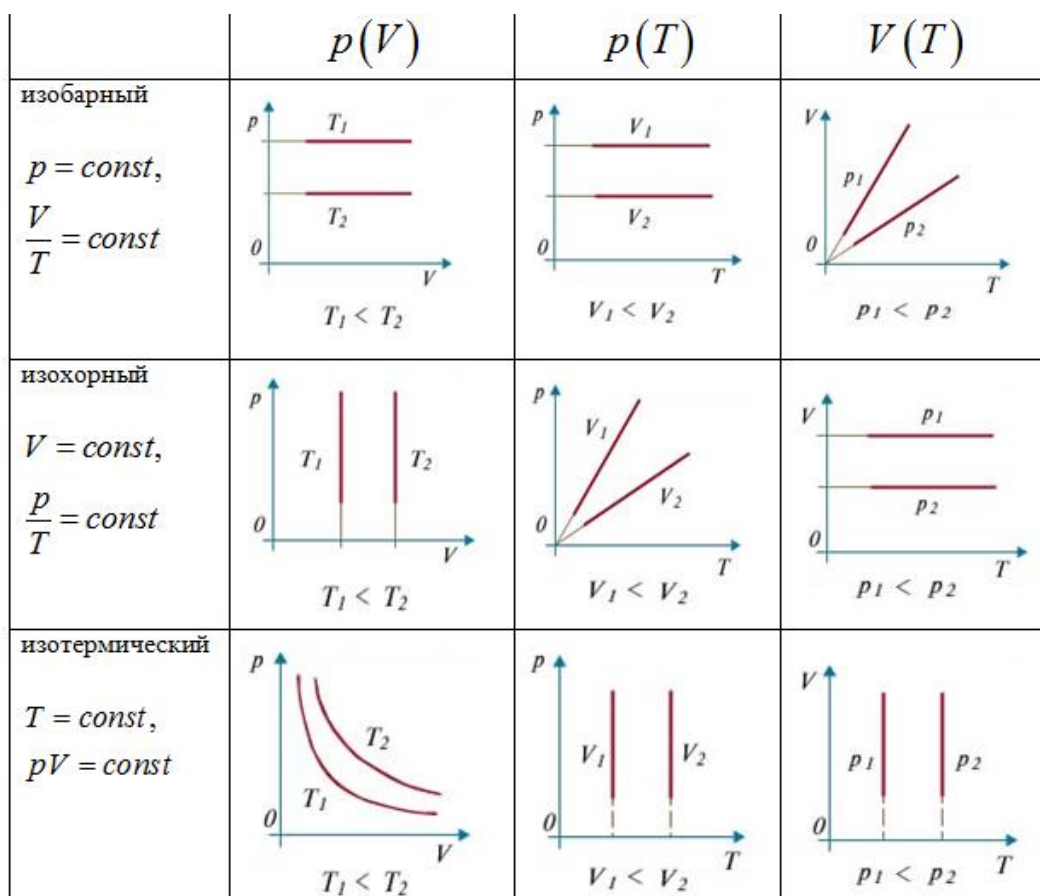 p(V) p(T) V(T)
изобарный
p = const,
V/T = const
p T₁ T₂ 0 V
T₁ < T₂
p V₁ V₂ 0 T
V₁ < V₂
V p₁ p₂ 0 T
p₁ < p₂
изохорный
V = const,
p/T = const
p T₁ T₂ 0 V
T₁ < T₂
p V₁ V₂ 0 T
V₁ < V₂
V p₁ p₂ 0 T
p₁ < p₂
изотермический
T = const,
pV = const
p T₂ T₁ 0 V
T₁ < T₂
p V₁ V₂ 0 T
V₁ < V₂
V p₁ p₂ 0 T
p₁ < p₂